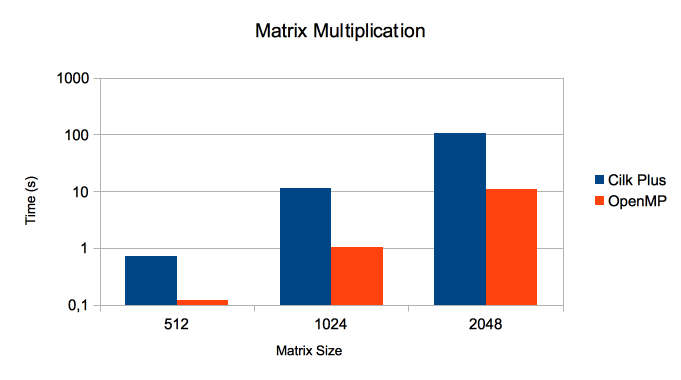 Matrix Multiplication
1000
100
10
1
0,1
Time (s)
512
1024
2048
Matrix Size
Cilk Plus
OpenMP